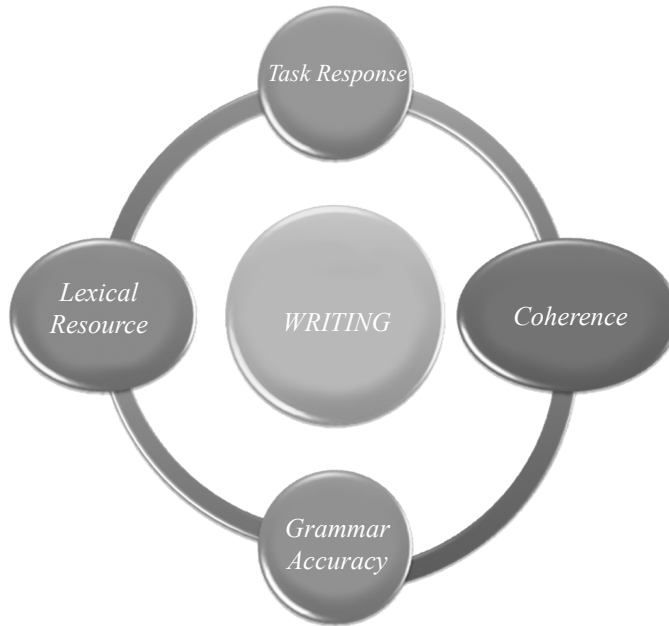 Task Response
Lexical
Resource
WRITING
Coherence
Grammar
Accuracy